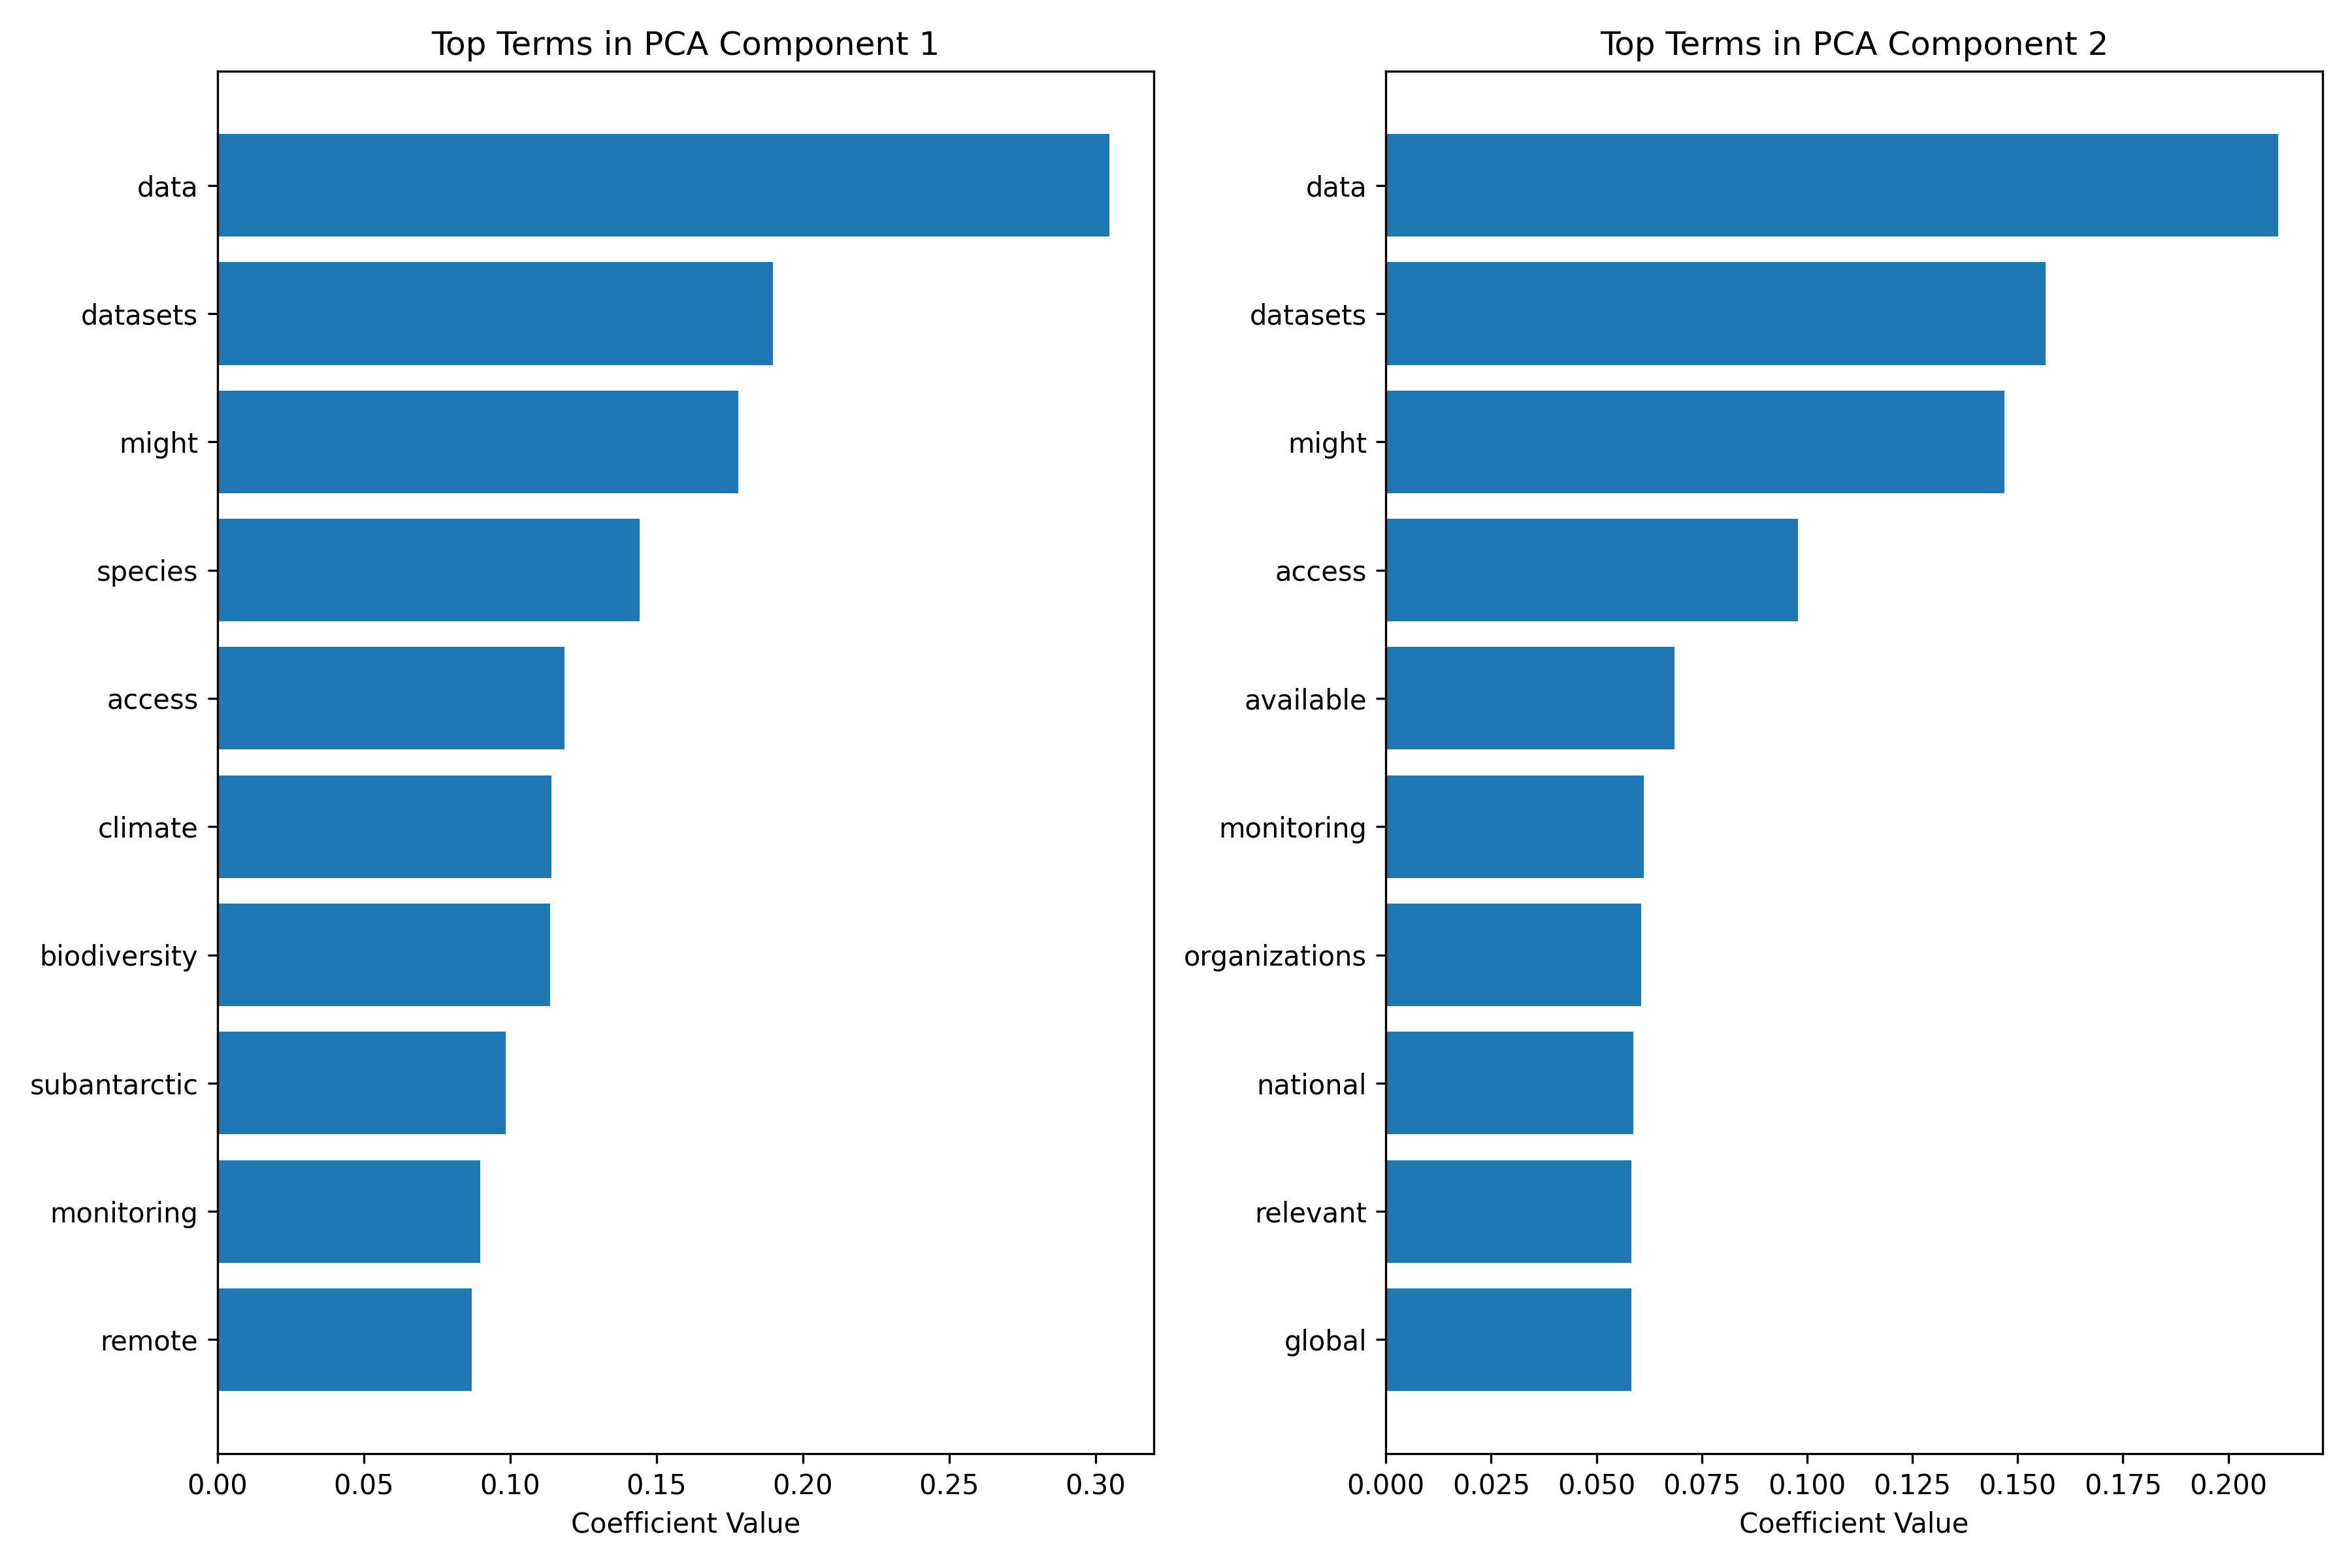 Top Terms in PCA Component 1
data
datasets
might
species
access
climate
biodiversity
subantarctic
monitoring
remote
0.00 0.05 0.10 0.15 0.20 0.25 0.30
Coefficient Value
Top Terms in PCA Component 2
data
datasets
might
access
available
monitoring
organizations
national
relevant
global
0.000 0.025 0.050 0.075 0.100 0.125 0.150 0.175 0.200
Coefficient Value